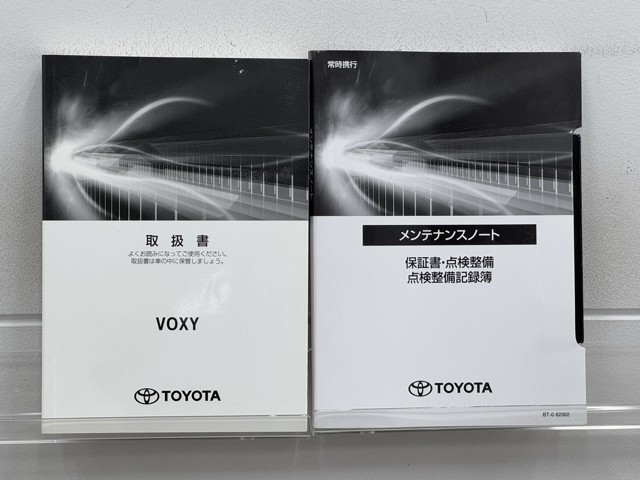 取扱書
よくお読みになってご使用ください。
取扱書は車の中に保管しましょう。
VOXY
TOYOTA
常時携行
メンテナンスノート
保証書・点検整備
点検整備記録簿
TOYOTA
BT-0 62302